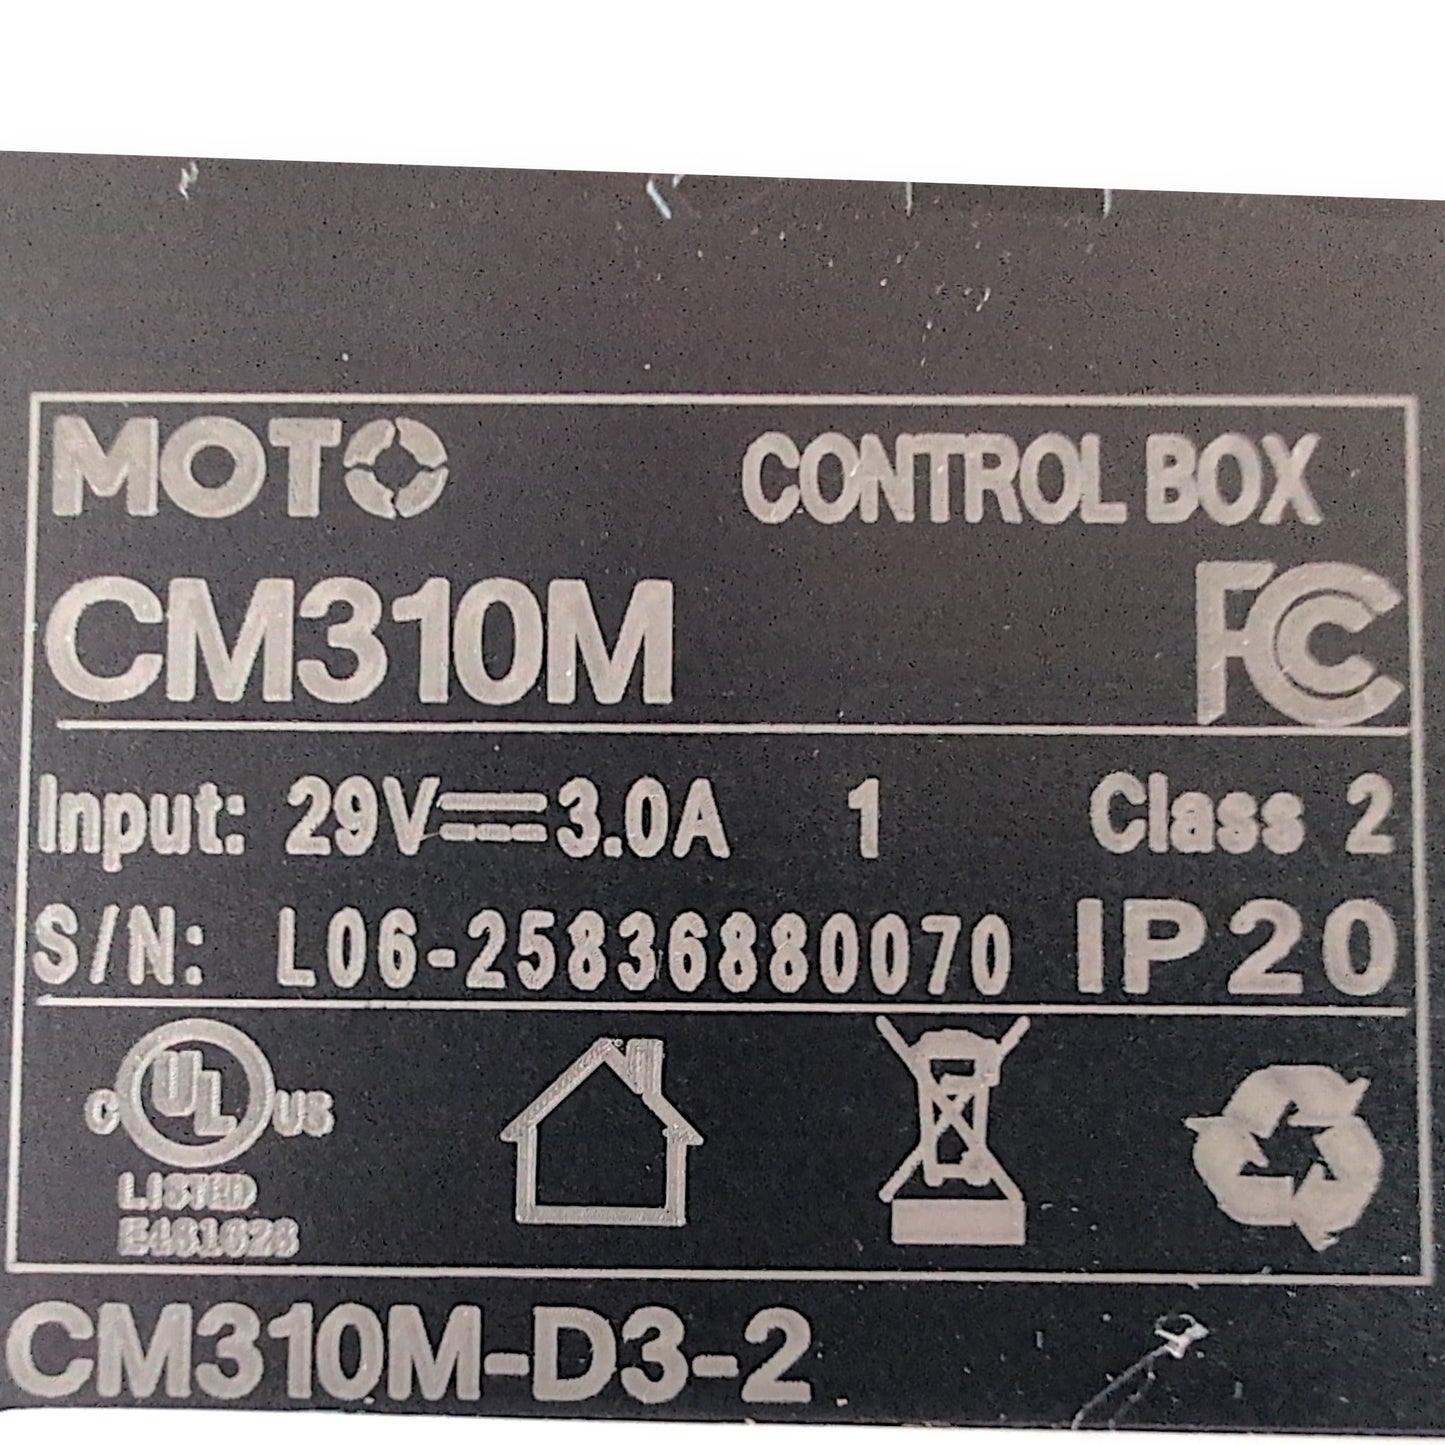 MOTO CONTROL BOX
CM310M FC
Input: 29V⎓3.0A 1 Class 2
S/N: L06-25836880070 IP20
C UL US
LISTED
E481628
CM310M-D3-2